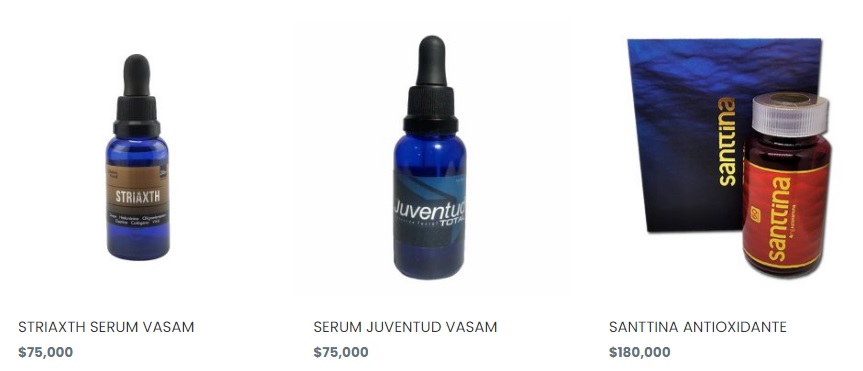 STRIAXTH
Juventud
TOTAL
santtina
santtina
STRIAXTH SERUM VASAM
$75,000
SERUM JUVENTUD VASAM
$75,000
SANTTINA ANTIOXIDANTE
$180,000